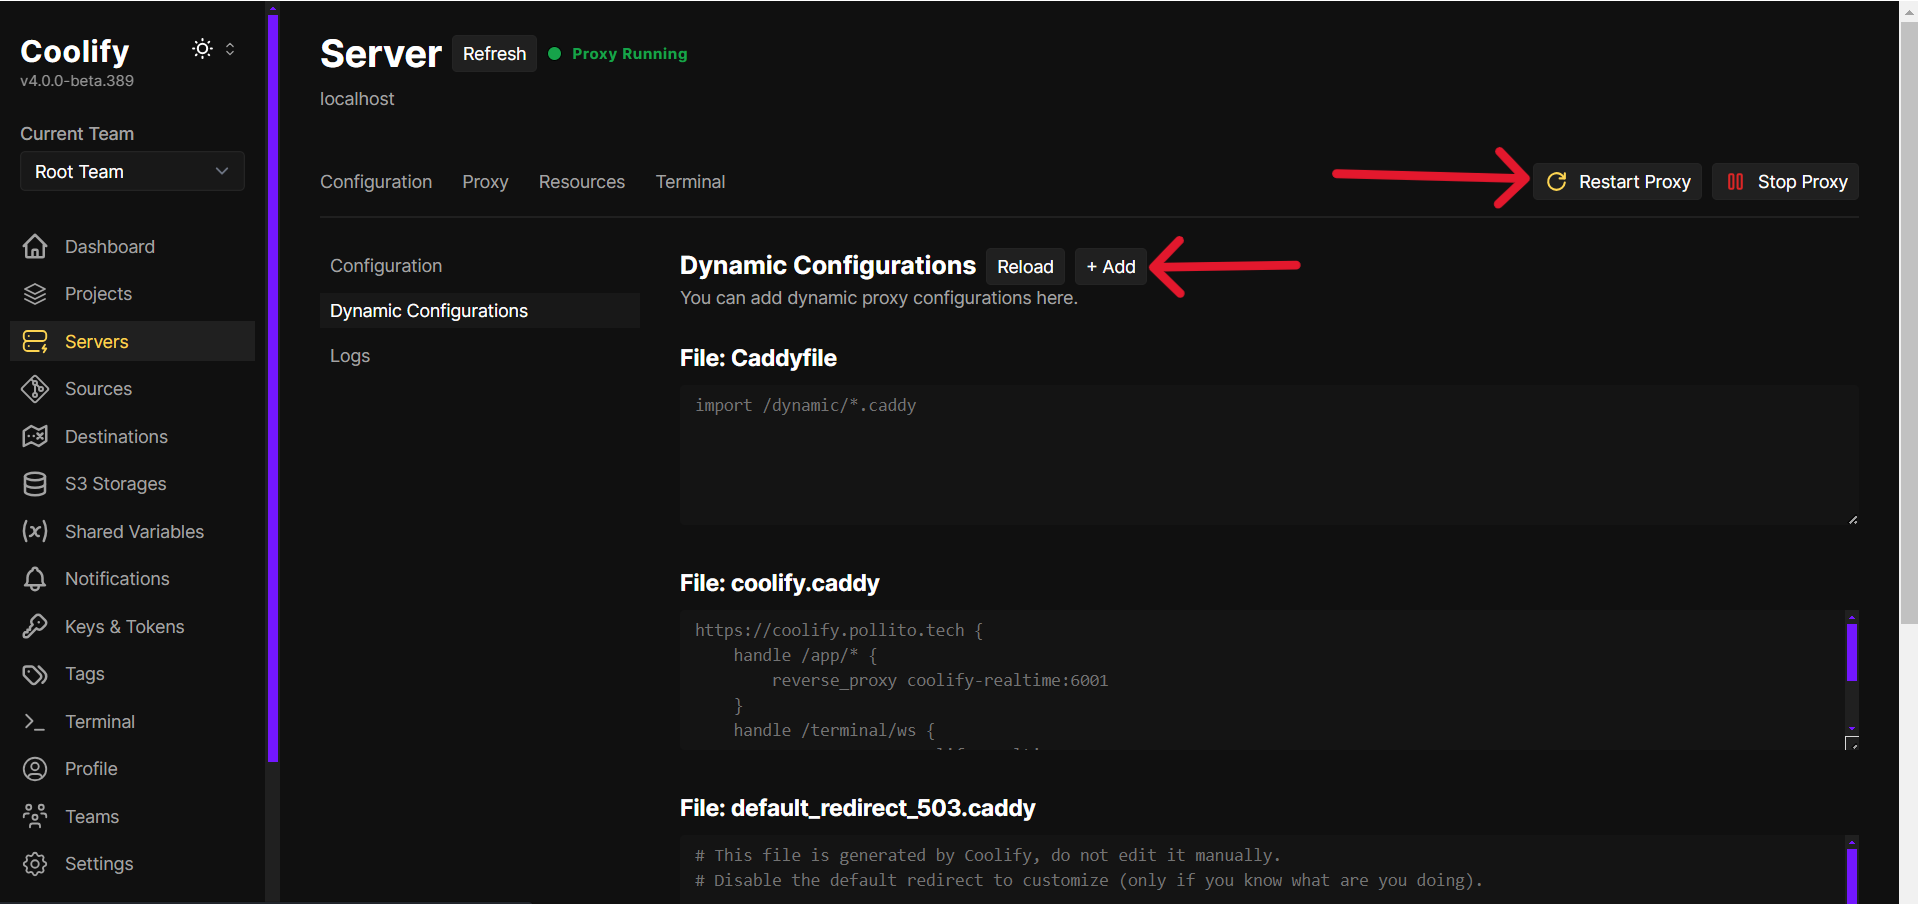 Coolify
v4.0.0-beta.389
Current Team
Root Team
Dashboard
Projects
Servers
Sources
Destinations
S3 Storages
Shared Variables
Notifications
Keys & Tokens
Tags
Terminal
Profile
Teams
Settings
Server Refresh Proxy Running
localhost
Configuration Proxy Resources Terminal Restart Proxy Stop Proxy
Configuration
Dynamic Configurations
Logs
Dynamic Configurations Reload + Add
You can add dynamic proxy configurations here.
File: Caddyfile
import /dynamic/*.caddy
File: coolify.caddy
https://coolify.pollito.tech {
    handle /app/* {
        reverse_proxy coolify-realtime:6001
    }
    handle /terminal/ws {
File: default_redirect_503.caddy
# This file is generated by Coolify, do not edit it manually.
# Disable the default redirect to customize (only if you know what are you doing).